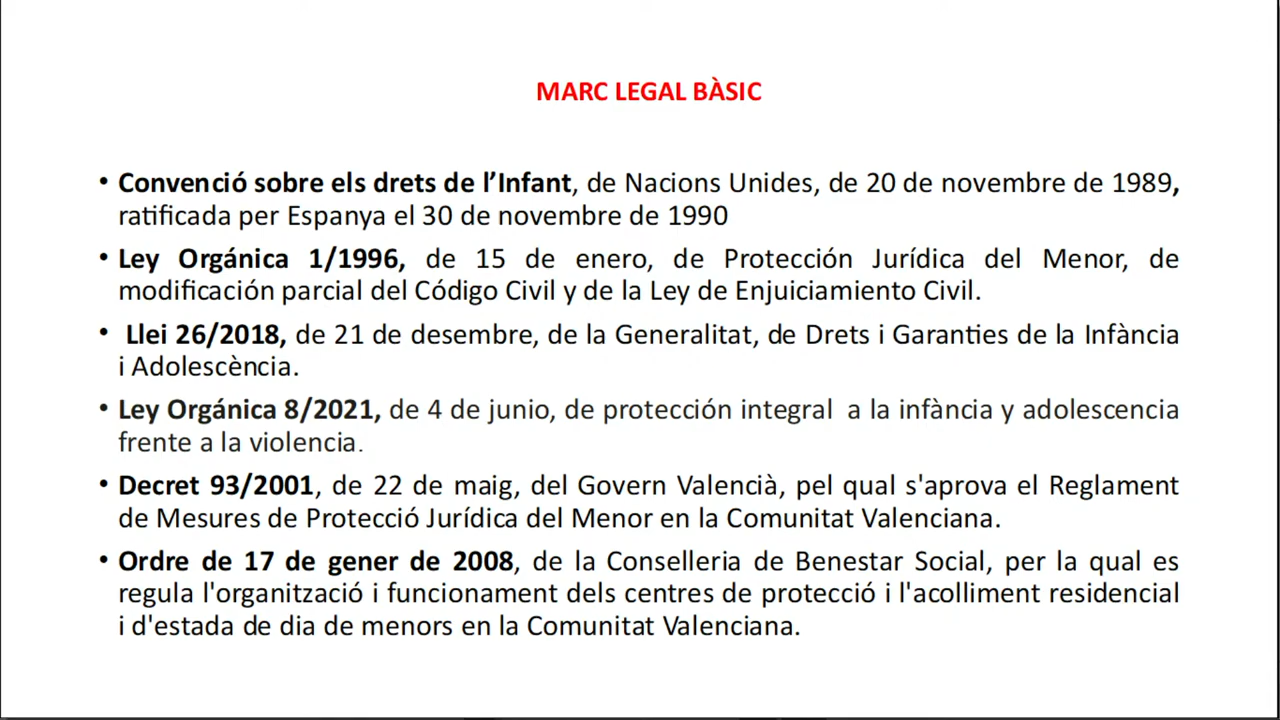 MARC LEGAL BÀSIC
• Convenció sobre els drets de l’Infant, de Nacions Unides, de 20 de novembre de 1989,
ratificada per Espanya el 30 de novembre de 1990
• Ley Orgánica 1/1996, de 15 de enero, de Protección Jurídica del Menor, de
modificación parcial del Código Civil y de la Ley de Enjuiciamiento Civil.
• Llei 26/2018, de 21 de desembre, de la Generalitat, de Drets i Garanties de la Infància
i Adolescència.
• Ley Orgánica 8/2021, de 4 de junio, de protección integral a la infància y adolescencia
frente a la violencia.
• Decret 93/2001, de 22 de maig, del Govern Valencià, pel qual s'aprova el Reglament
de Mesures de Protecció Jurídica del Menor en la Comunitat Valenciana.
• Ordre de 17 de gener de 2008, de la Conselleria de Benestar Social, per la qual es
regula l'organització i funcionament dels centres de protecció i l'acolliment residencial
i d'estada de dia de menors en la Comunitat Valenciana.